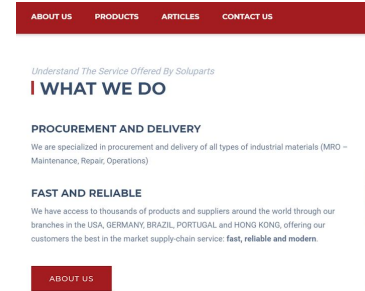 ABOUT US PRODUCTS ARTICLES CONTACT US
Understand The Service Offered By Soluparts
WHAT WE DO
PROCUREMENT AND DELIVERY
We are specialized in procurement and delivery of all types of industrial materials (MRO –
Maintenance, Repair, Operations)
FAST AND RELIABLE
We have access to thousands of products and suppliers around the world through our
branches in the USA, GERMANY, BRAZIL, PORTUGAL and HONG KONG, offering our
customers the best in the market supply-chain service: fast, reliable and modern.
ABOUT US